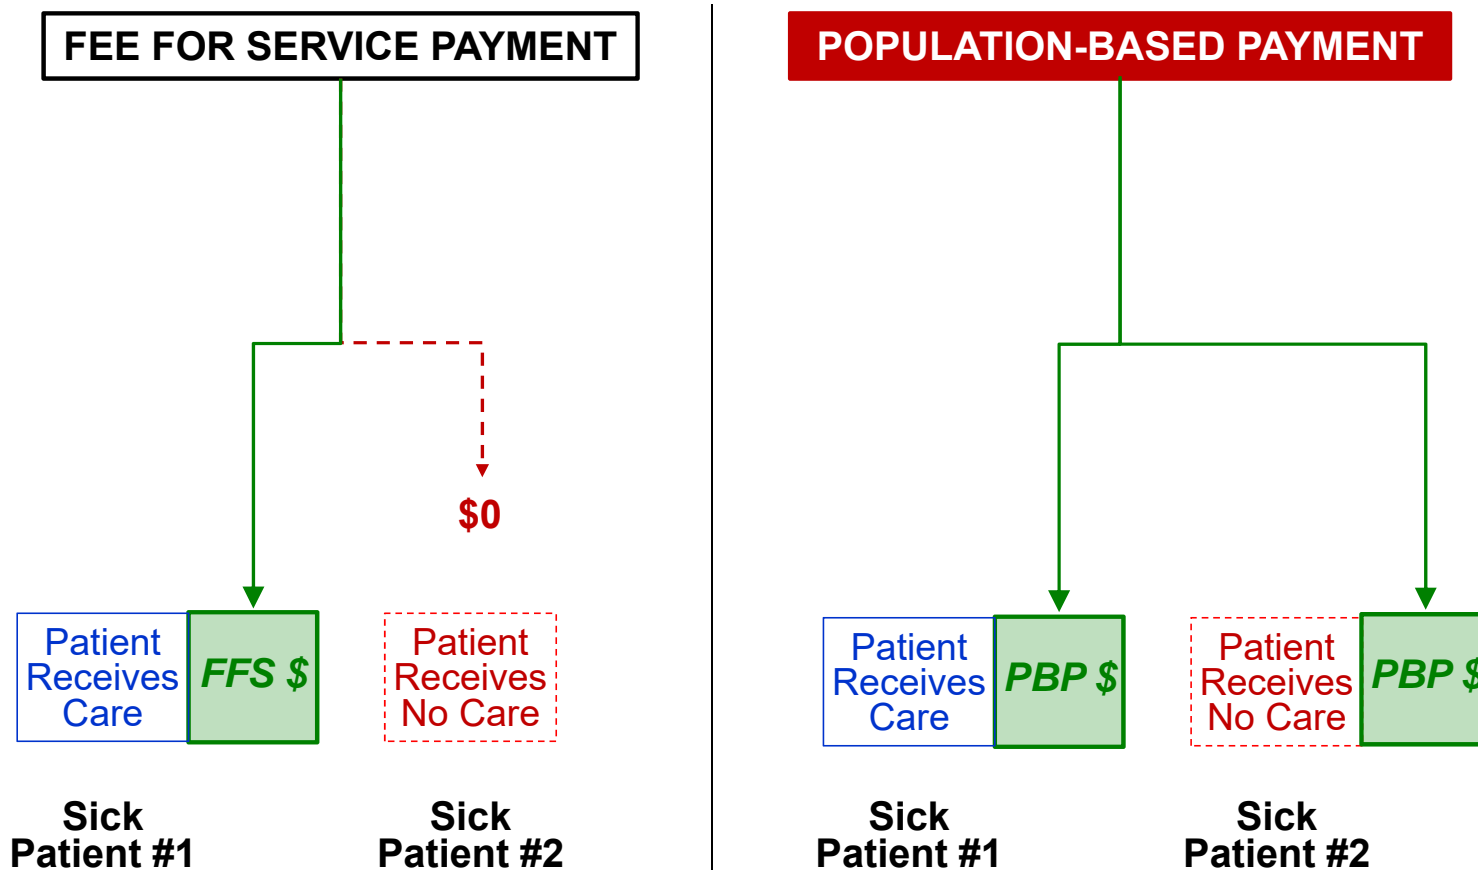 FEE FOR SERVICE PAYMENT
$0
Patient
Receives
Care
FFS $
Patient
Receives
No Care
Sick
Patient #1
Sick
Patient #2
POPULATION-BASED PAYMENT
Patient
Receives
Care
PBP $
Patient
Receives
No Care
PBP $
Sick
Patient #1
Sick
Patient #2